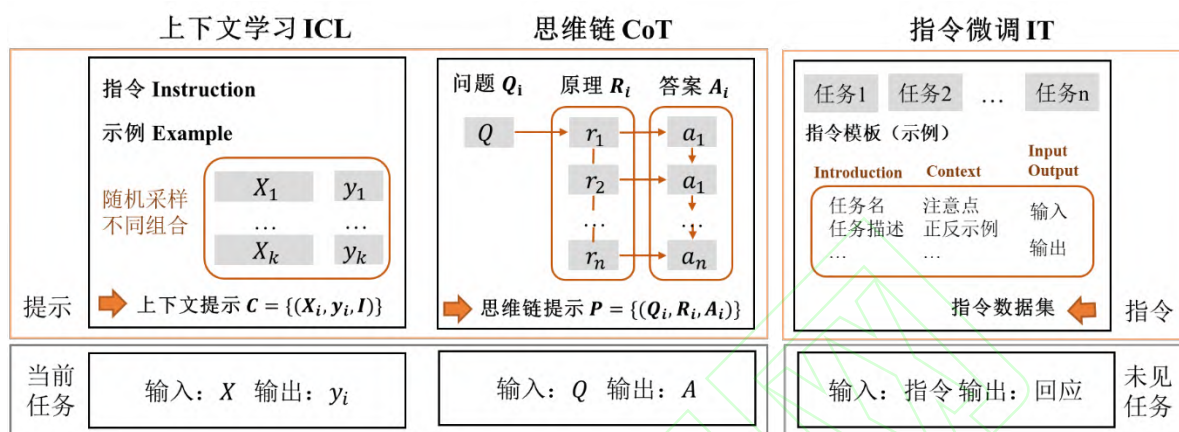 上下文学习 ICL
指令 Instruction
示例 Example
随机采样
不同组合
X₁ y₁
… …
Xₖ yₖ
上下文提示 C = {(Xᵢ, yᵢ, I)}
提示
思维链 CoT
问题 Qᵢ 原理 Rᵢ 答案 Aᵢ
Q r₁ a₁
r₂ a₁
… …
rₙ aₙ
思维链提示 P = {(Qᵢ, Rᵢ, Aᵢ)}
指令微调 IT
任务1 任务2 … 任务n
指令模板（示例）
Introduction Context Input
Output
任务名 注意点 输入
任务描述 正反示例
… … 输出
指令数据集
指令
当前
任务
输入：X 输出：yᵢ
输入：Q 输出：A
输入：指令 输出：回应
未见
任务